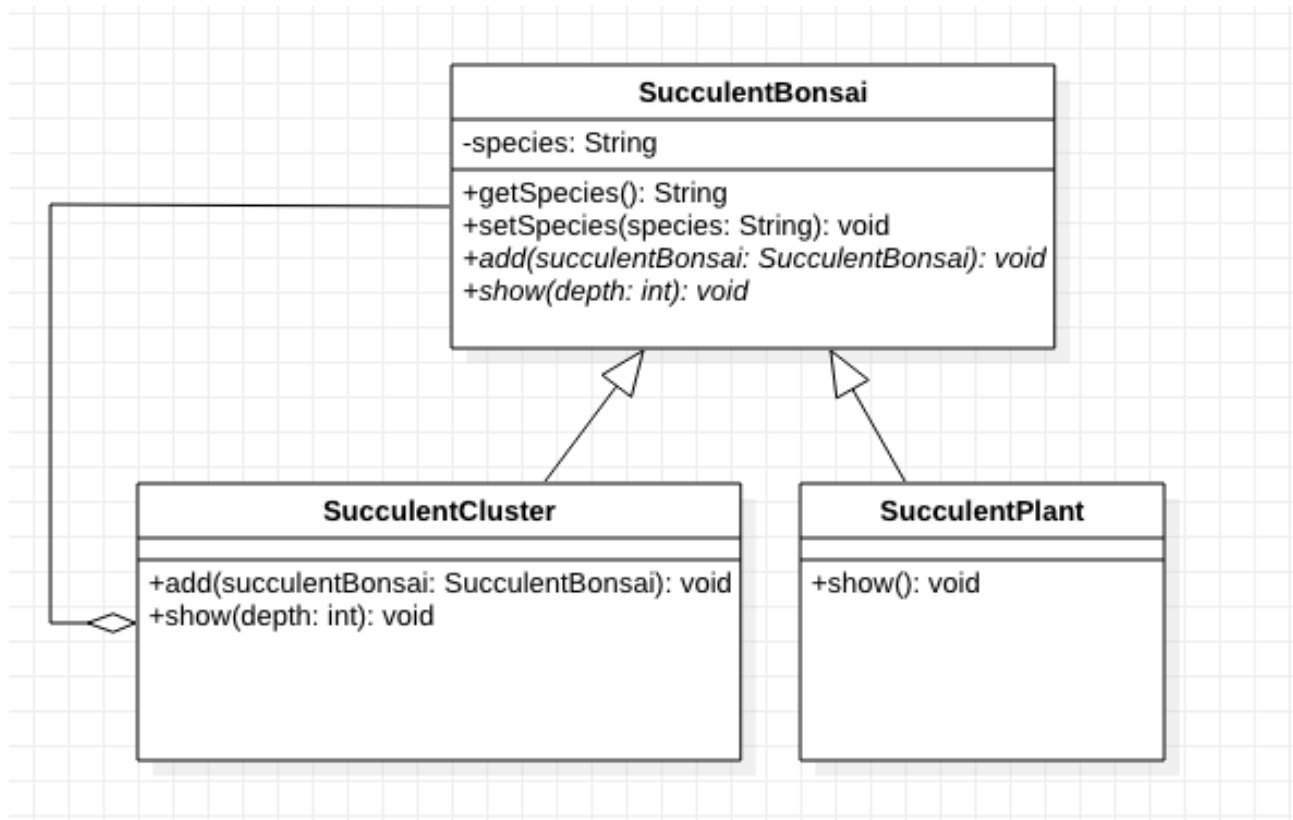 SucculentBonsai
-species: String
+getSpecies(): String
+setSpecies(species: String): void
+add(succulentBonsai: SucculentBonsai): void
+show(depth: int): void
SucculentCluster
+add(succulentBonsai: SucculentBonsai): void
+show(depth: int): void
SucculentPlant
+show(): void